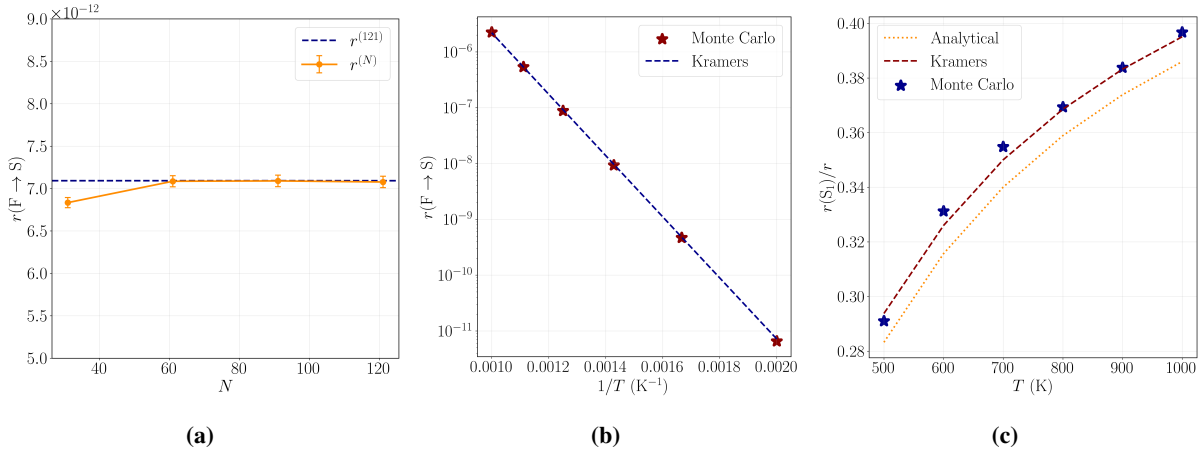 ×10⁻¹²
9.0
8.5
8.0
7.5
7.0
6.5
6.0
5.5
5.0
r(F → S)
r⁽¹²¹⁾
r⁽ᴺ⁾
40 60 80 100 120
N
(a)
10⁻⁶
10⁻⁷
10⁻⁸
10⁻⁹
10⁻¹⁰
10⁻¹¹
r(F → S)
Monte Carlo
Kramers
0.0010 0.0012 0.0014 0.0016 0.0018 0.0020
1/T (K⁻¹)
(b)
0.40
0.38
0.36
0.34
0.32
0.30
0.28
r(S₁)/r
Analytical
Kramers
Monte Carlo
500 600 700 800 900 1000
T (K)
(c)